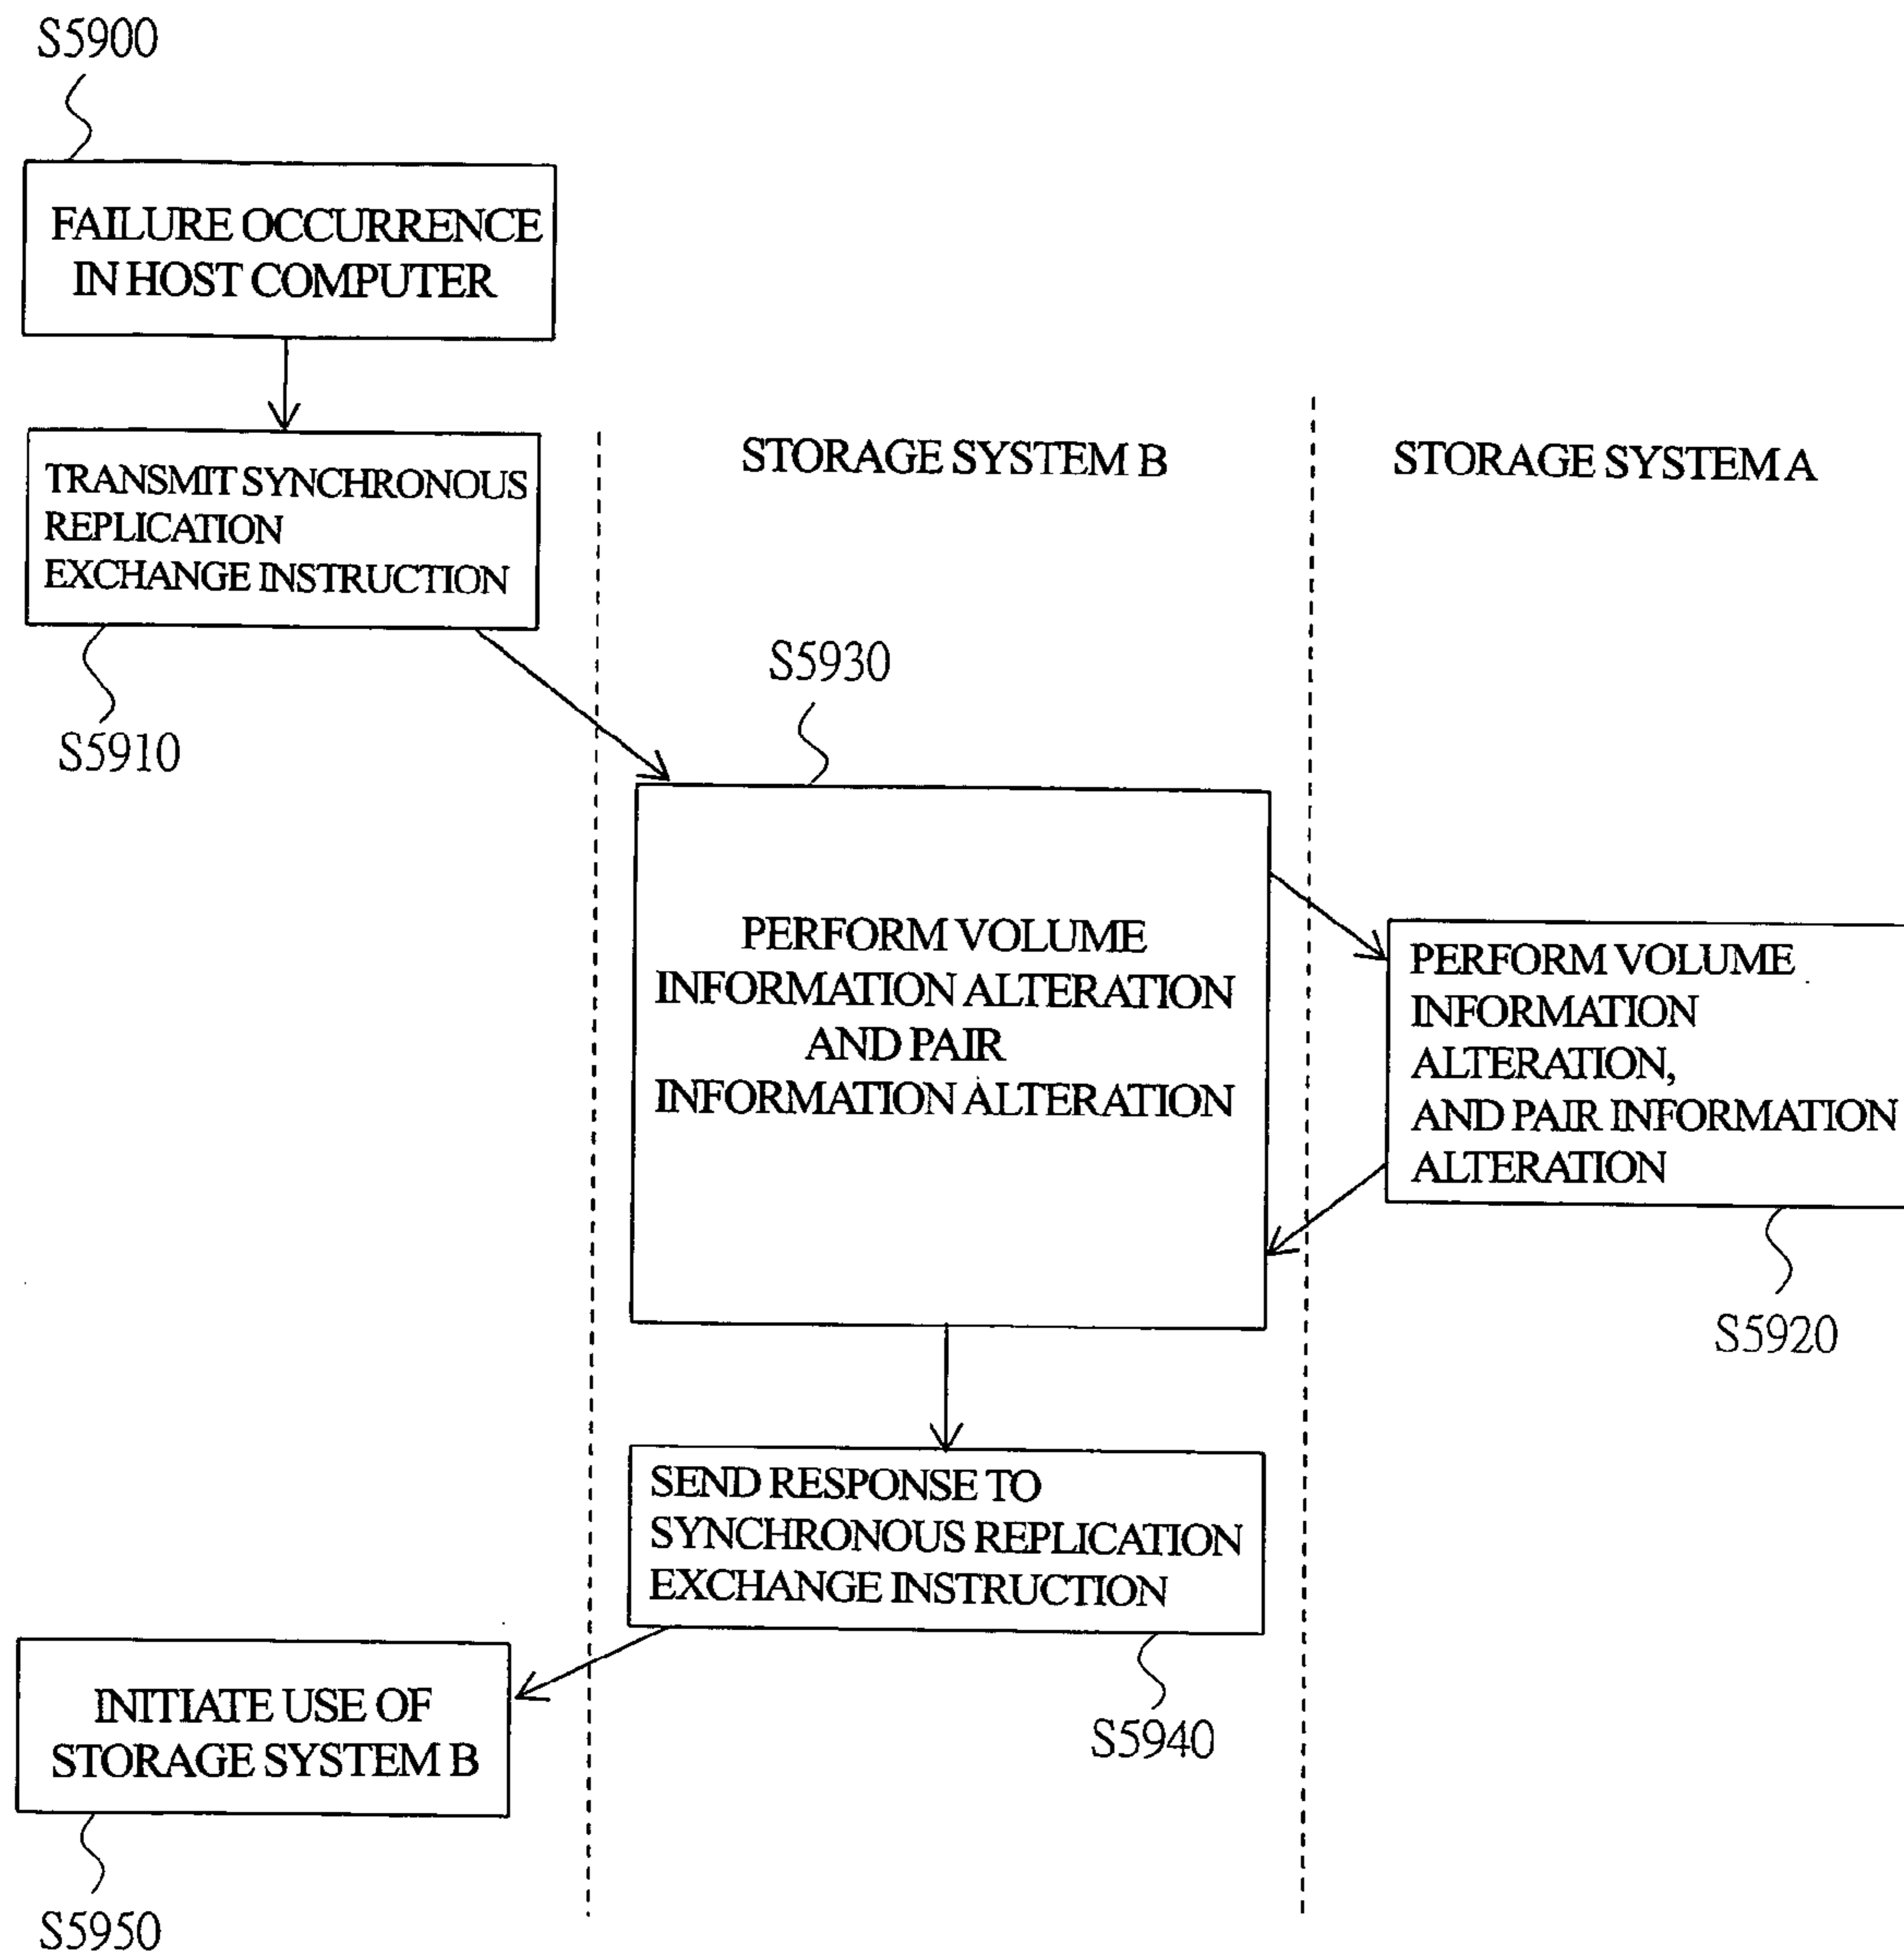 S5900
FAILURE OCCURRENCE
IN HOST COMPUTER
TRANSMIT SYNCHRONOUS
REPLICATION
EXCHANGE INSTRUCTION
S5910
STORAGE SYSTEM B
STORAGE SYSTEM A
S5930
PERFORM VOLUME
INFORMATION ALTERATION
AND PAIR
INFORMATION ALTERATION
PERFORM VOLUME
INFORMATION
ALTERATION,
AND PAIR INFORMATION
ALTERATION
S5920
SEND RESPONSE TO
SYNCHRONOUS REPLICATION
EXCHANGE INSTRUCTION
S5940
INITIATE USE OF
STORAGE SYSTEM B
S5950